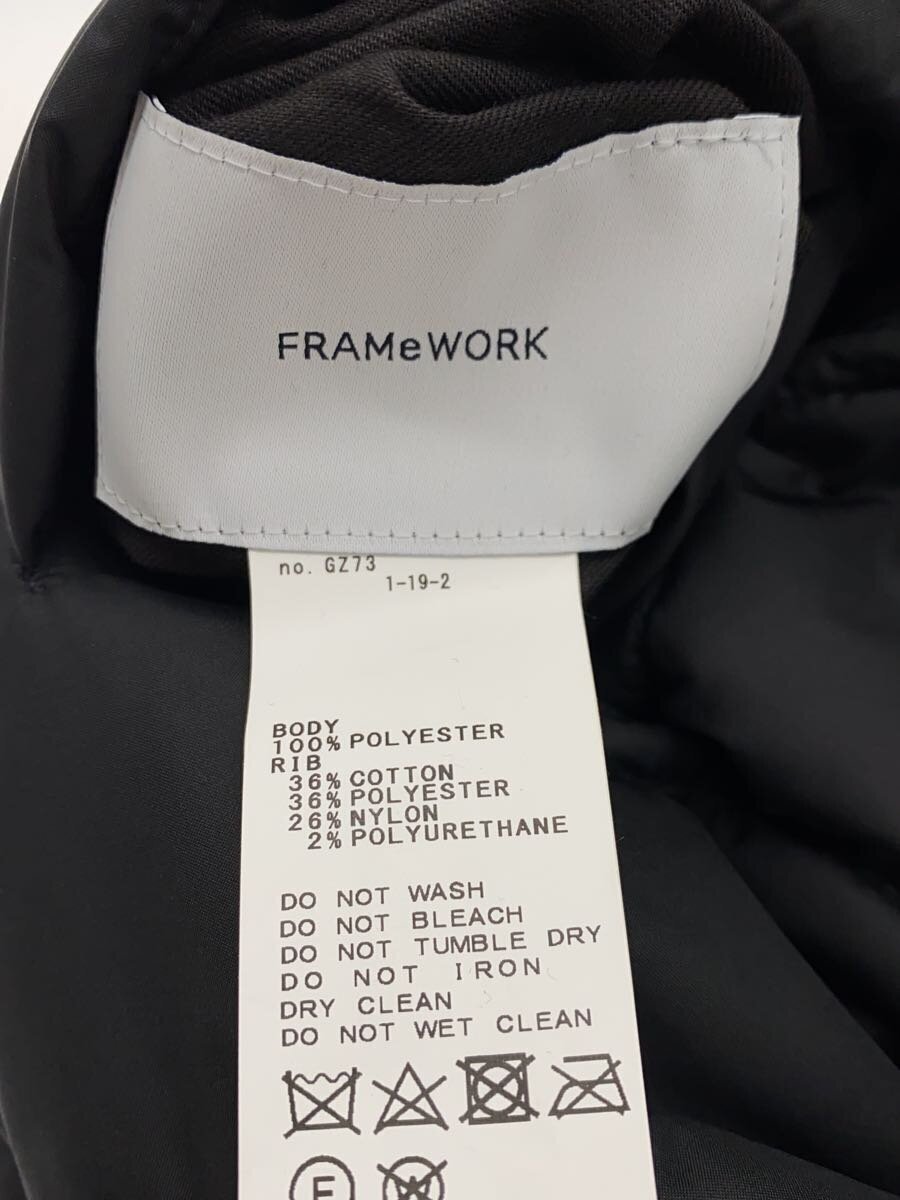 FRAMeWORK
no. GZ73
1-19-2
BODY
100% POLYESTER
RIB
36% COTTON
36% POLYESTER
26% NYLON
2% POLYURETHANE
DO NOT WASH
DO NOT BLEACH
DO NOT TUMBLE DRY
DO NOT IRON
DRY CLEAN
DO NOT WET CLEAN
F W